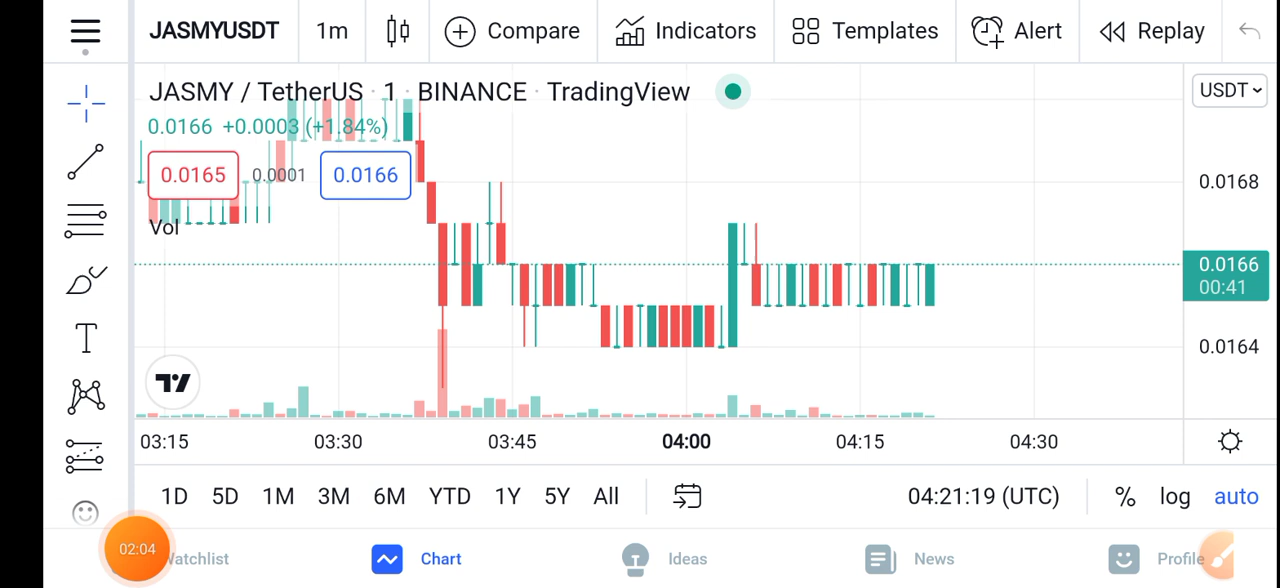 JASMYUSDT 1m Compare Indicators Templates Alert Replay
JASMY / TetherUS · 1 · BINANCE · TradingView
USDT
0.0166 +0.0003 (+1.84%)
0.0165 0.0001 0.0166
0.0168
Vol
0.0166
00:41
0.0164
03:15 03:30 03:45 04:00 04:15 04:30
1D 5D 1M 3M 6M YTD 1Y 5Y All 04:21:19 (UTC) % log auto
02:04 Watchlist Chart Ideas News Profile